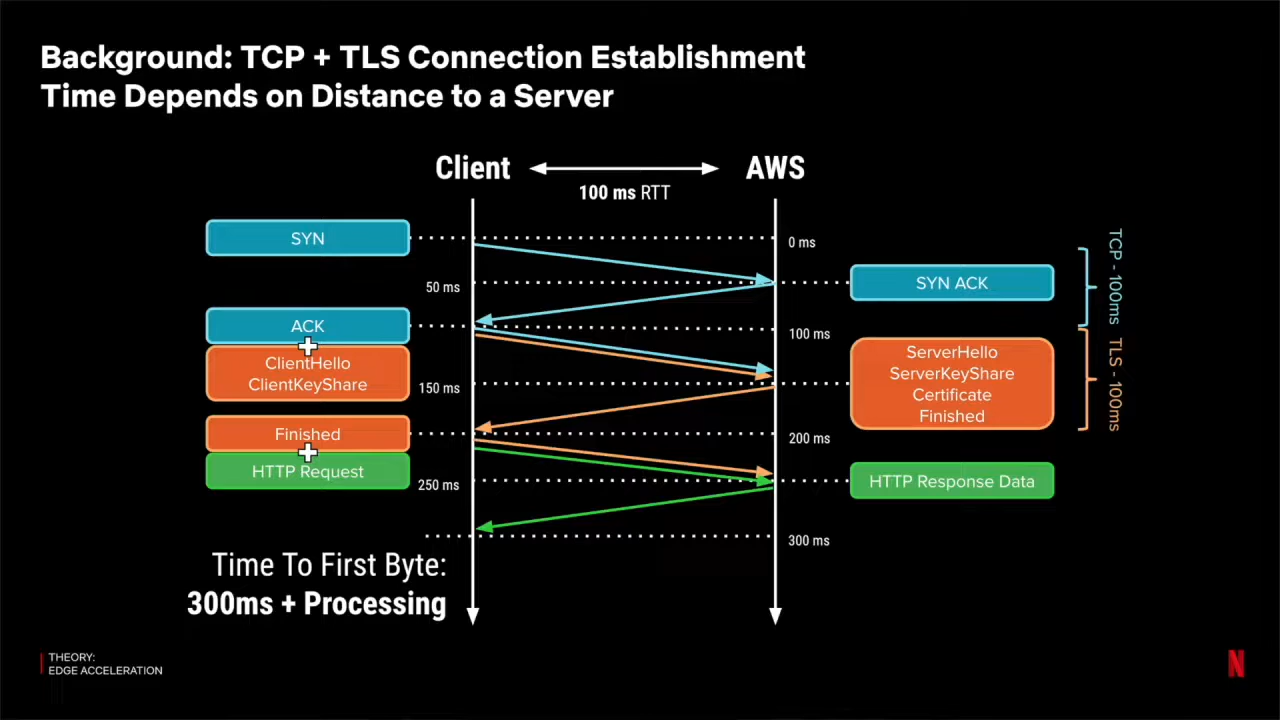 Background: TCP + TLS Connection Establishment
Time Depends on Distance to a Server
Client
AWS
100 ms RTT
SYN
0 ms
50 ms
SYN ACK
TCP - 100ms
ACK
100 ms
ClientHello
ClientKeyShare
150 ms
ServerHello
ServerKeyShare
Certificate
Finished
TLS - 100ms
Finished
200 ms
HTTP Request
250 ms
HTTP Response Data
300 ms
Time To First Byte:
300ms + Processing
THEORY:
EDGE ACCELERATION
N